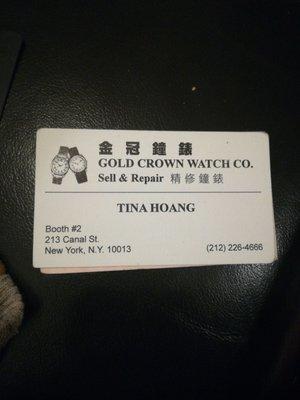 金冠鐘錶
GOLD CROWN WATCH CO.
Sell & Repair 精修鐘錶
TINA HOANG
Booth #2
213 Canal St.
New York, N.Y. 10013
(212) 226-4666